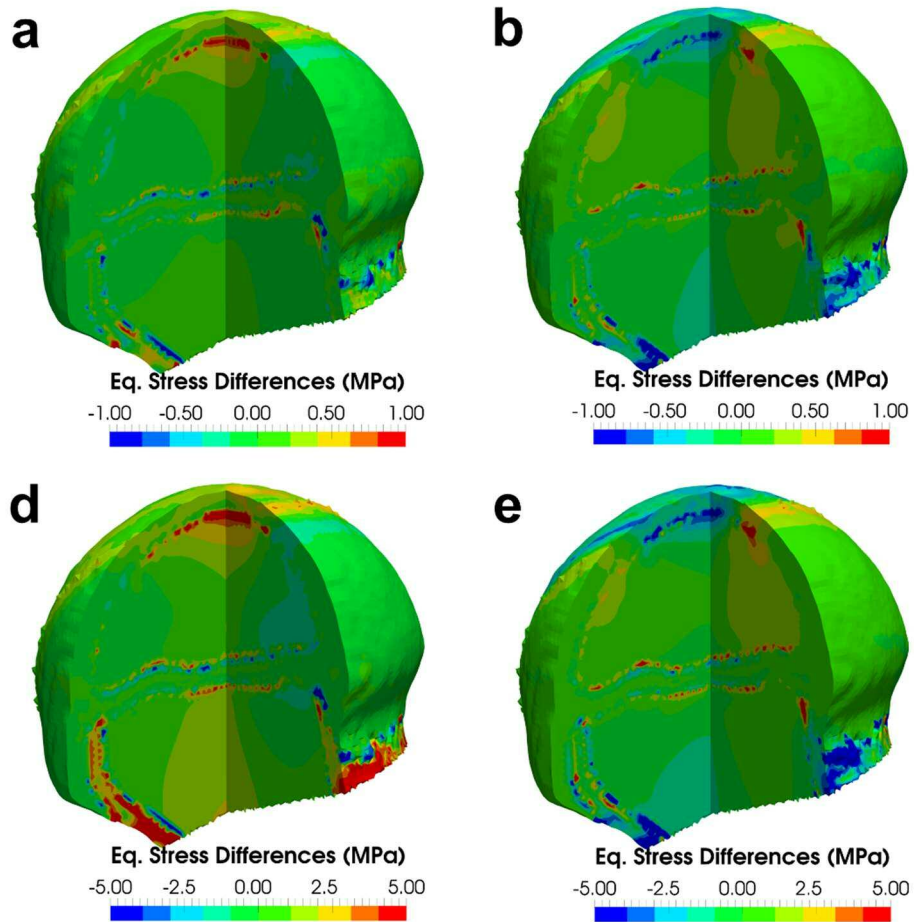 a
b
Eq. Stress Differences (MPa)
-1.00 -0.50 0.00 0.50 1.00
Eq. Stress Differences (MPa)
-1.00 -0.50 0.00 0.50 1.00
d
e
Eq. Stress Differences (MPa)
-5.00 -2.5 0.00 2.5 5.00
Eq. Stress Differences (MPa)
-5.00 -2.5 0.00 2.5 5.00